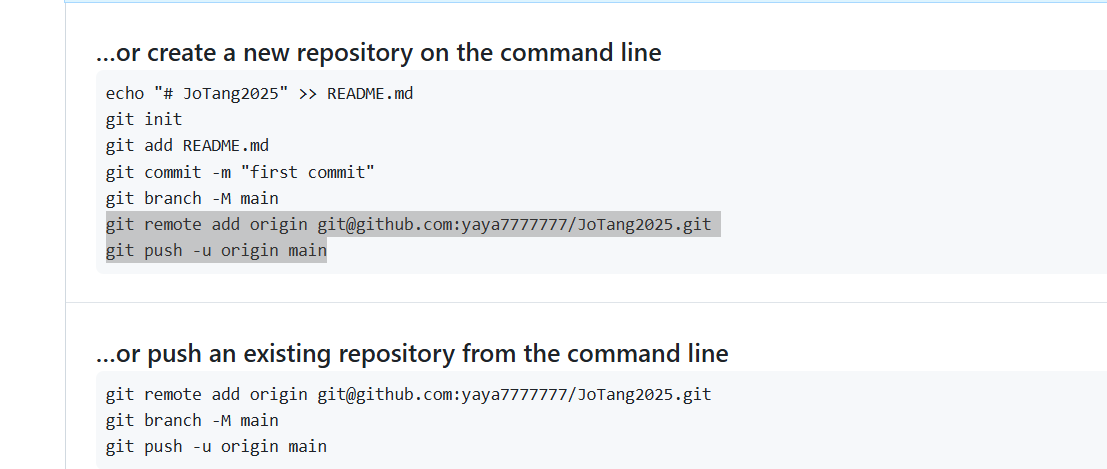 ...or create a new repository on the command line
echo "# JoTang2025" >> README.md
git init
git add README.md
git commit -m "first commit"
git branch -M main
git remote add origin git@github.com:yaya7777777/JoTang2025.git
git push -u origin main
...or push an existing repository from the command line
git remote add origin git@github.com:yaya7777777/JoTang2025.git
git branch -M main
git push -u origin main